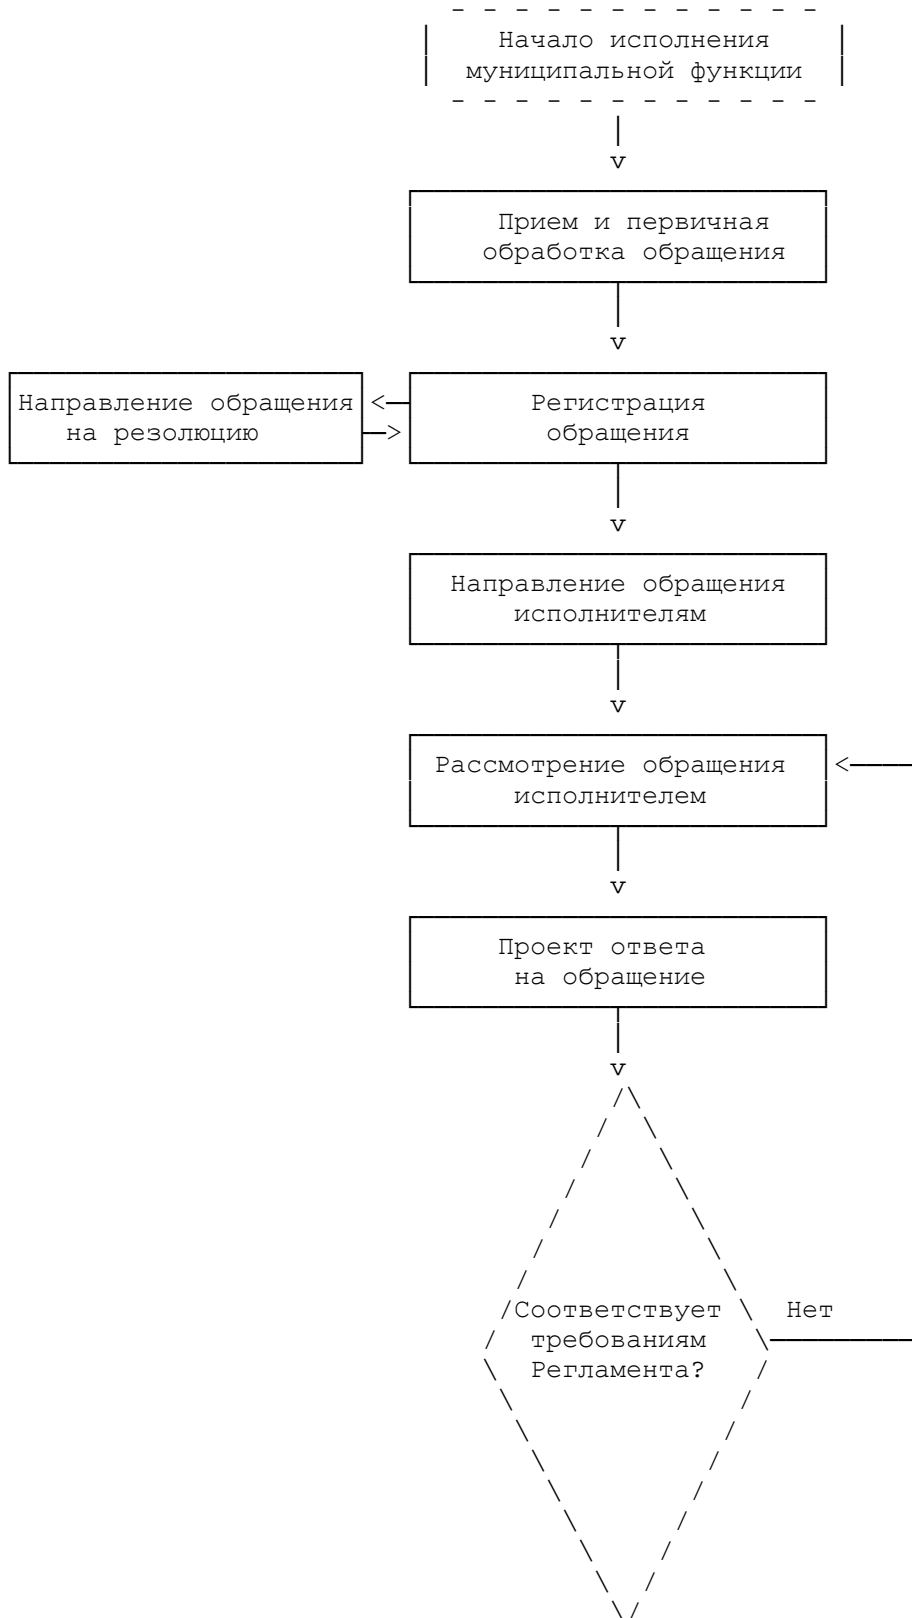 Начало исполнения
муниципальной функции
Прием и первичная
обработка обращения
Направление обращения
на резолюцию
Регистрация
обращения
Направление обращения
исполнителям
Рассмотрение обращения
исполнителем
Проект ответа
на обращение
Соответствует
требованиям
Регламента?
Нет